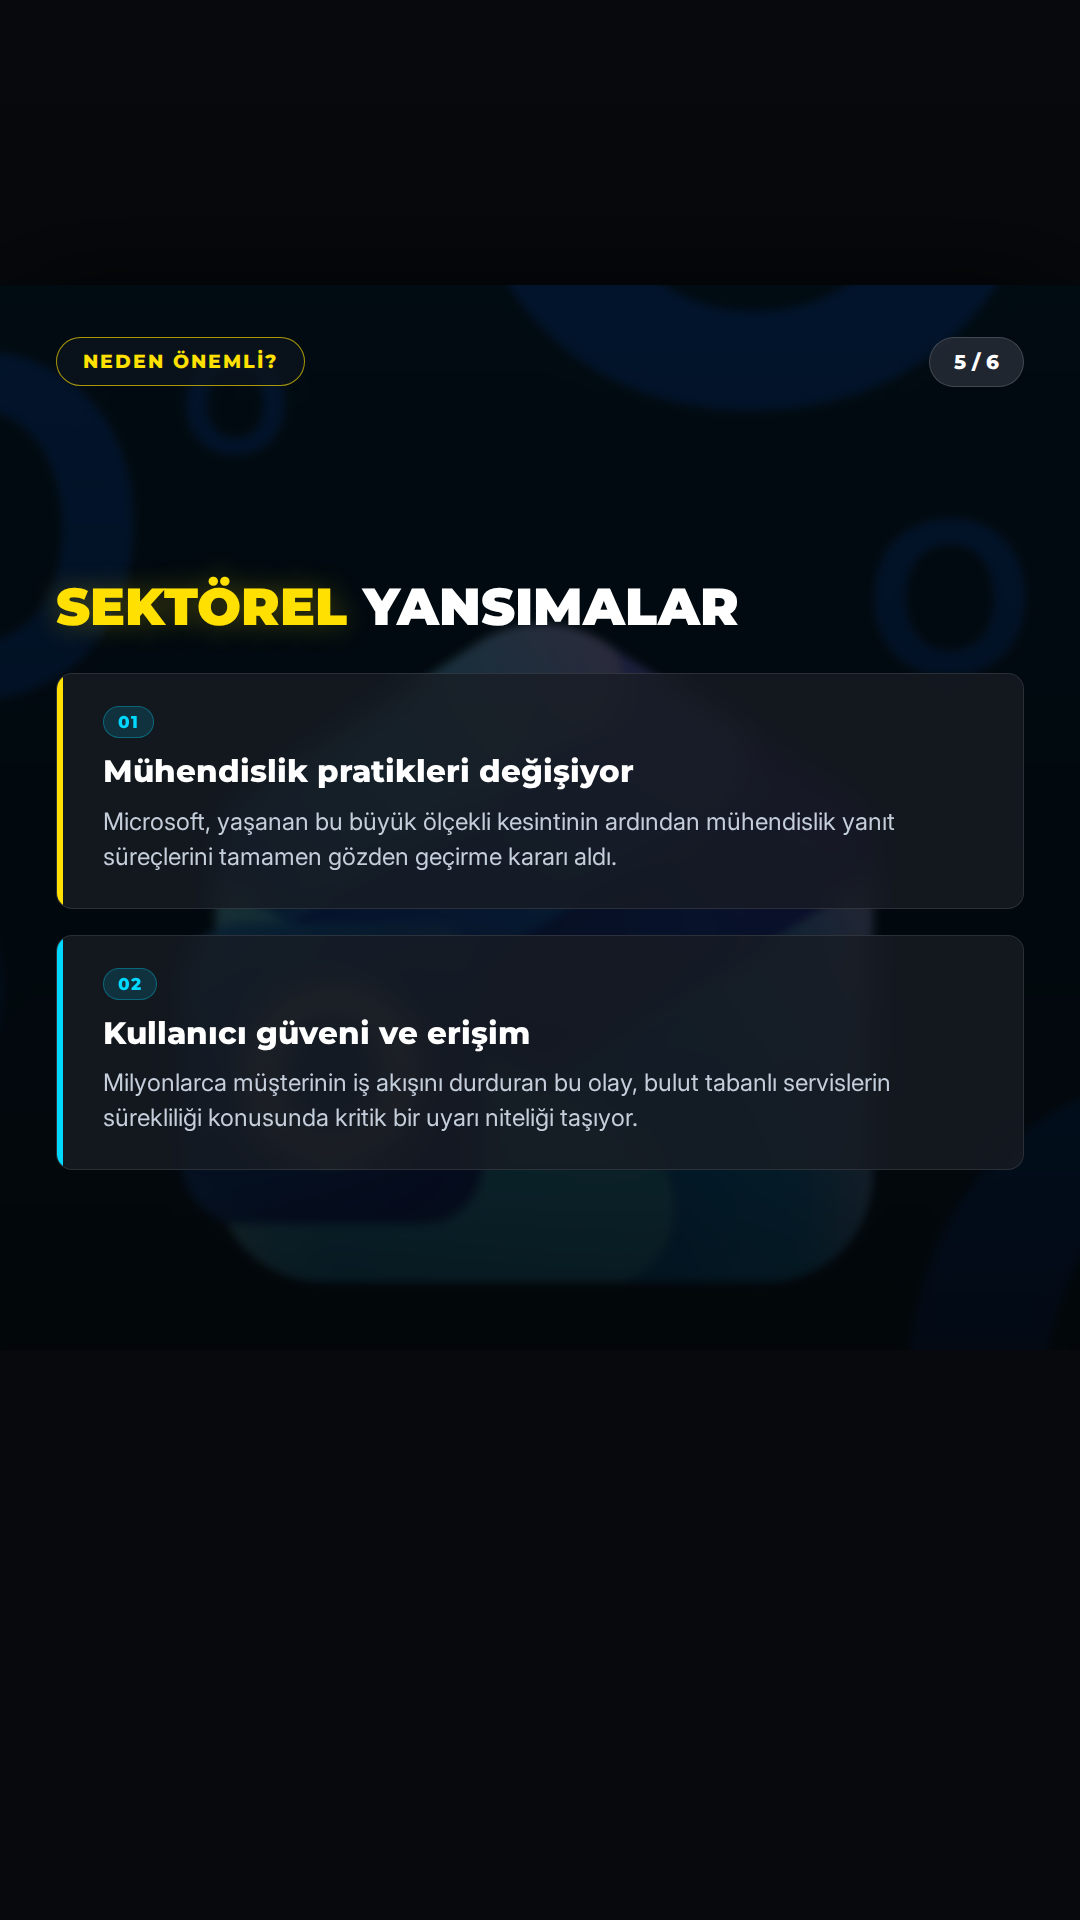 NEDEN ÖNEMLİ?
5 / 6
SEKTÖREL YANSIMALAR
01
Mühendislik pratikleri değişiyor
Microsoft, yaşanan bu büyük ölçekli kesintinin ardından mühendislik yanıt
süreçlerini tamamen gözden geçirme kararı aldı.
02
Kullanıcı güveni ve erişim
Milyonlarca müşterinin iş akışını durduran bu olay, bulut tabanlı servislerin
sürekliliği konusunda kritik bir uyarı niteliği taşıyor.